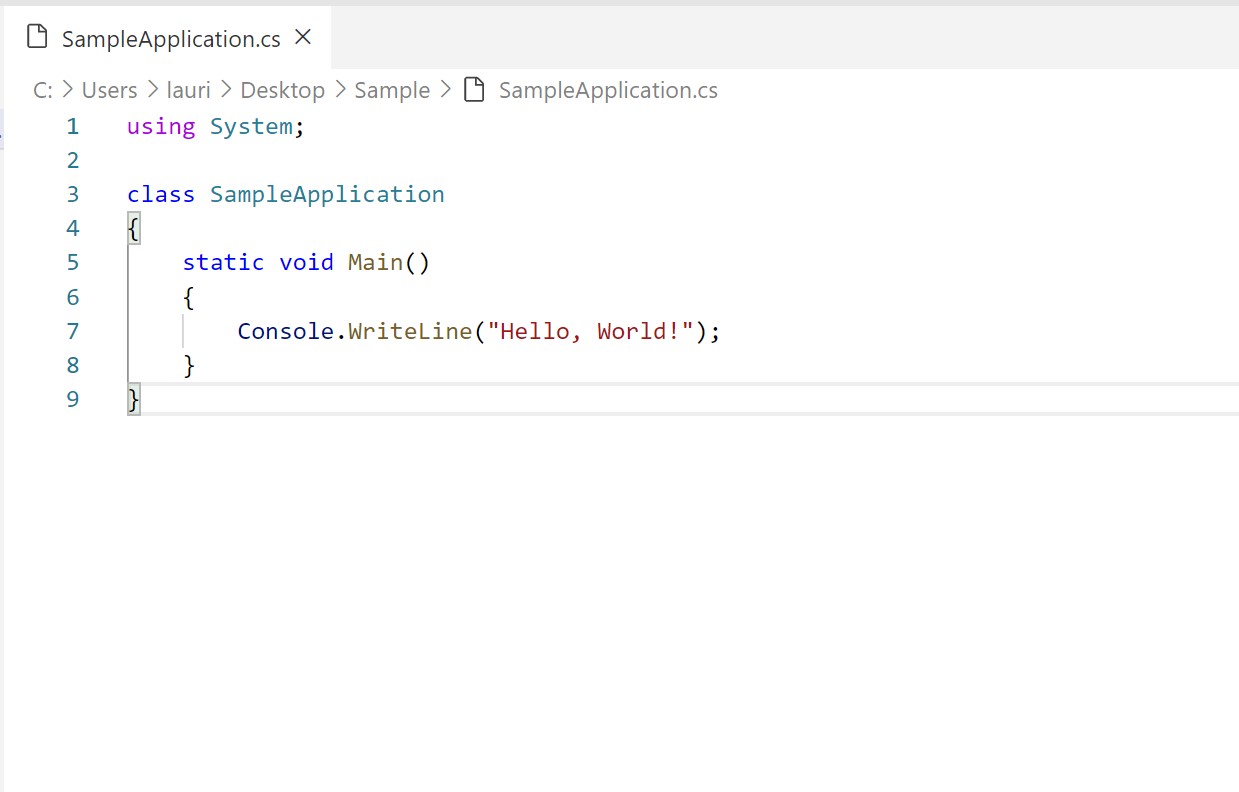 SampleApplication.cs
C: > Users > lauri > Desktop > Sample > SampleApplication.cs
1 using System;
2
3 class SampleApplication
4 {
5     static void Main()
6     {
7         Console.WriteLine("Hello, World!");
8     }
9 }